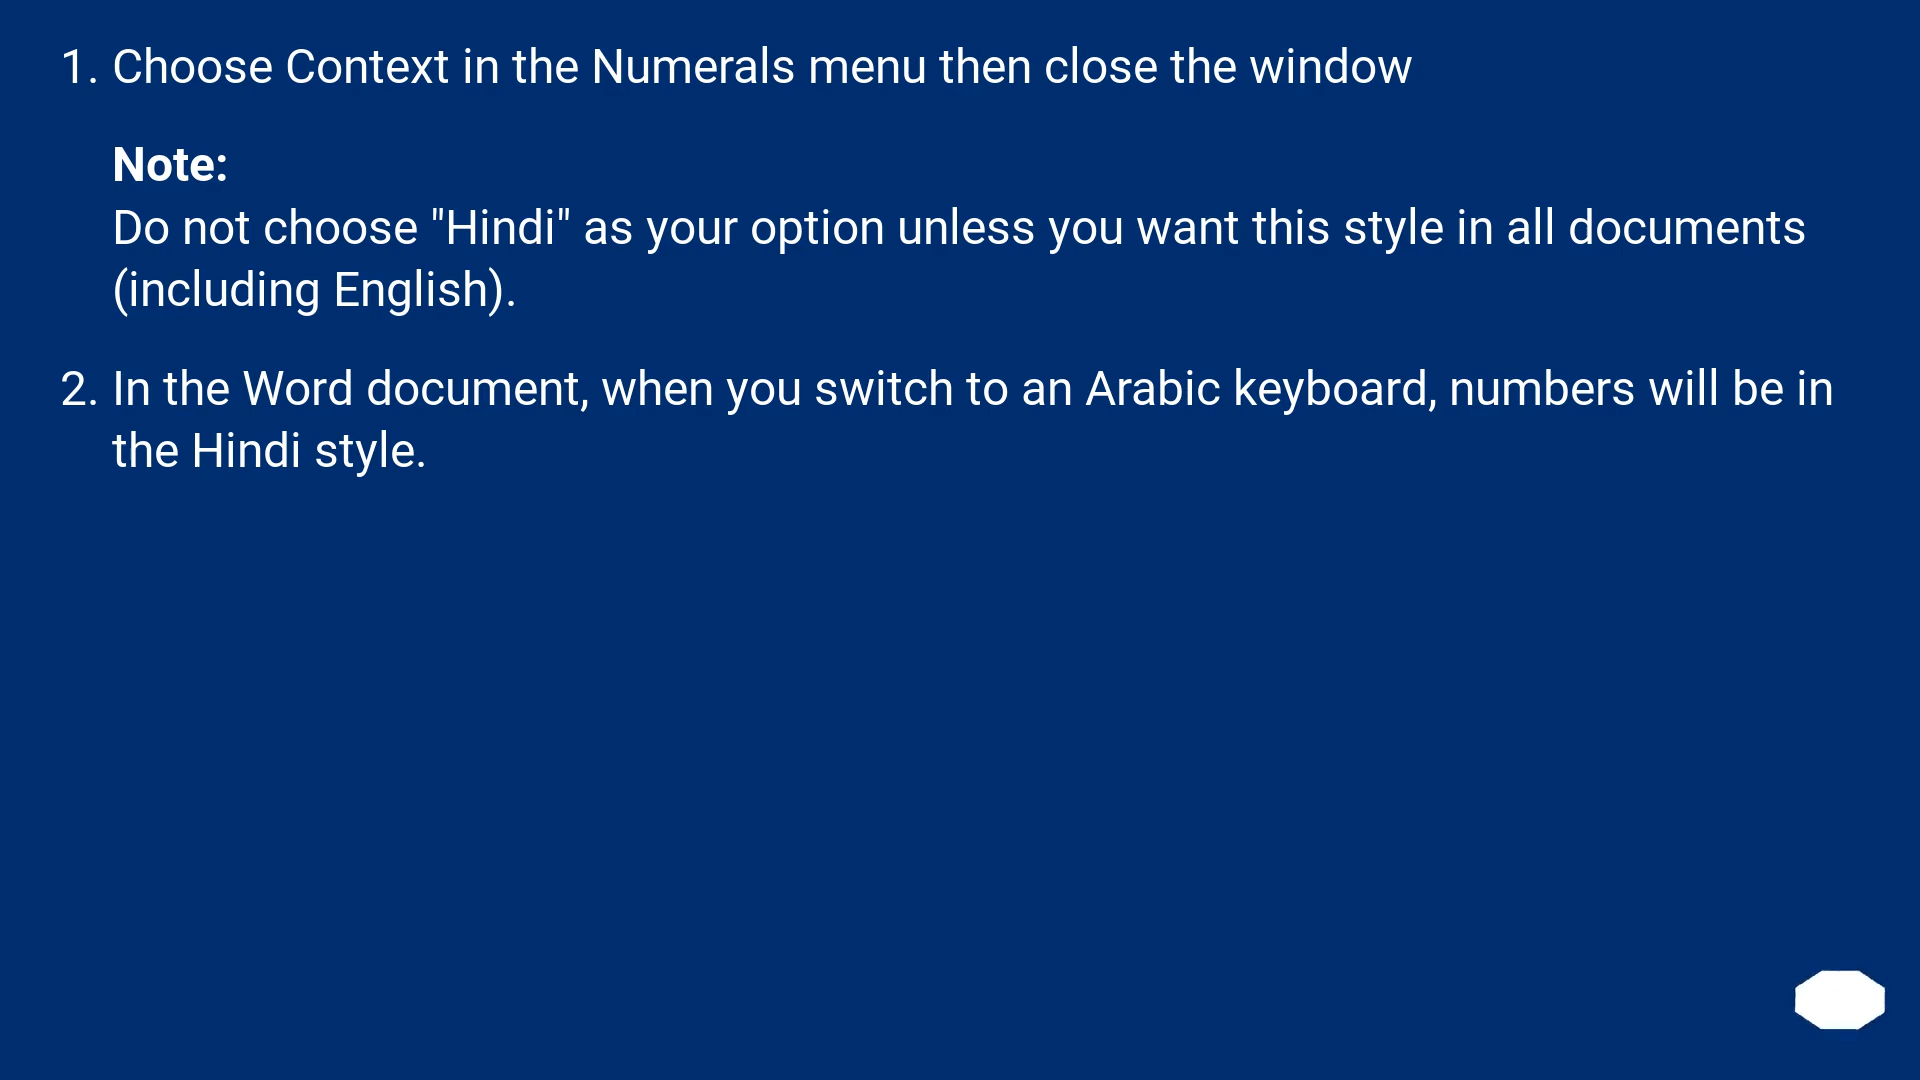 1. Choose Context in the Numerals menu then close the window
Note:
Do not choose "Hindi" as your option unless you want this style in all documents
(including English).
2. In the Word document, when you switch to an Arabic keyboard, numbers will be in
the Hindi style.